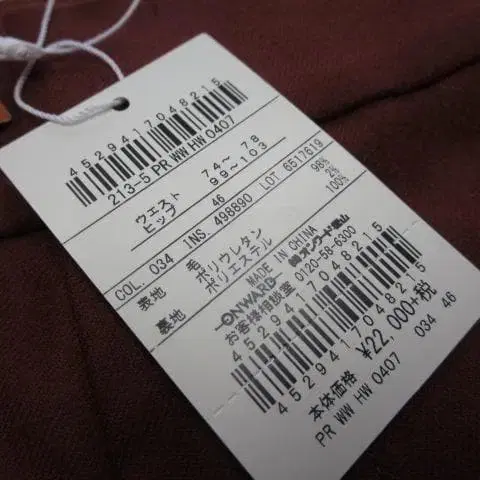 4529417048215
213-5 PR WW HW 0407
ウエスト 74～ 78
ヒップ 99～103
46
COL. 034 INS. 498890 LOT 6517619
表地 毛 98%
ポリウレタン 2%
裏地 ポリエステル 100%
MADE IN CHINA
ONWARD 株式会社オンワード樫山
お客様相談室 0120-58-6300
4529417048215
4529417048215
本体価格 ¥22,000+税
PR WW HW 0407 034 46